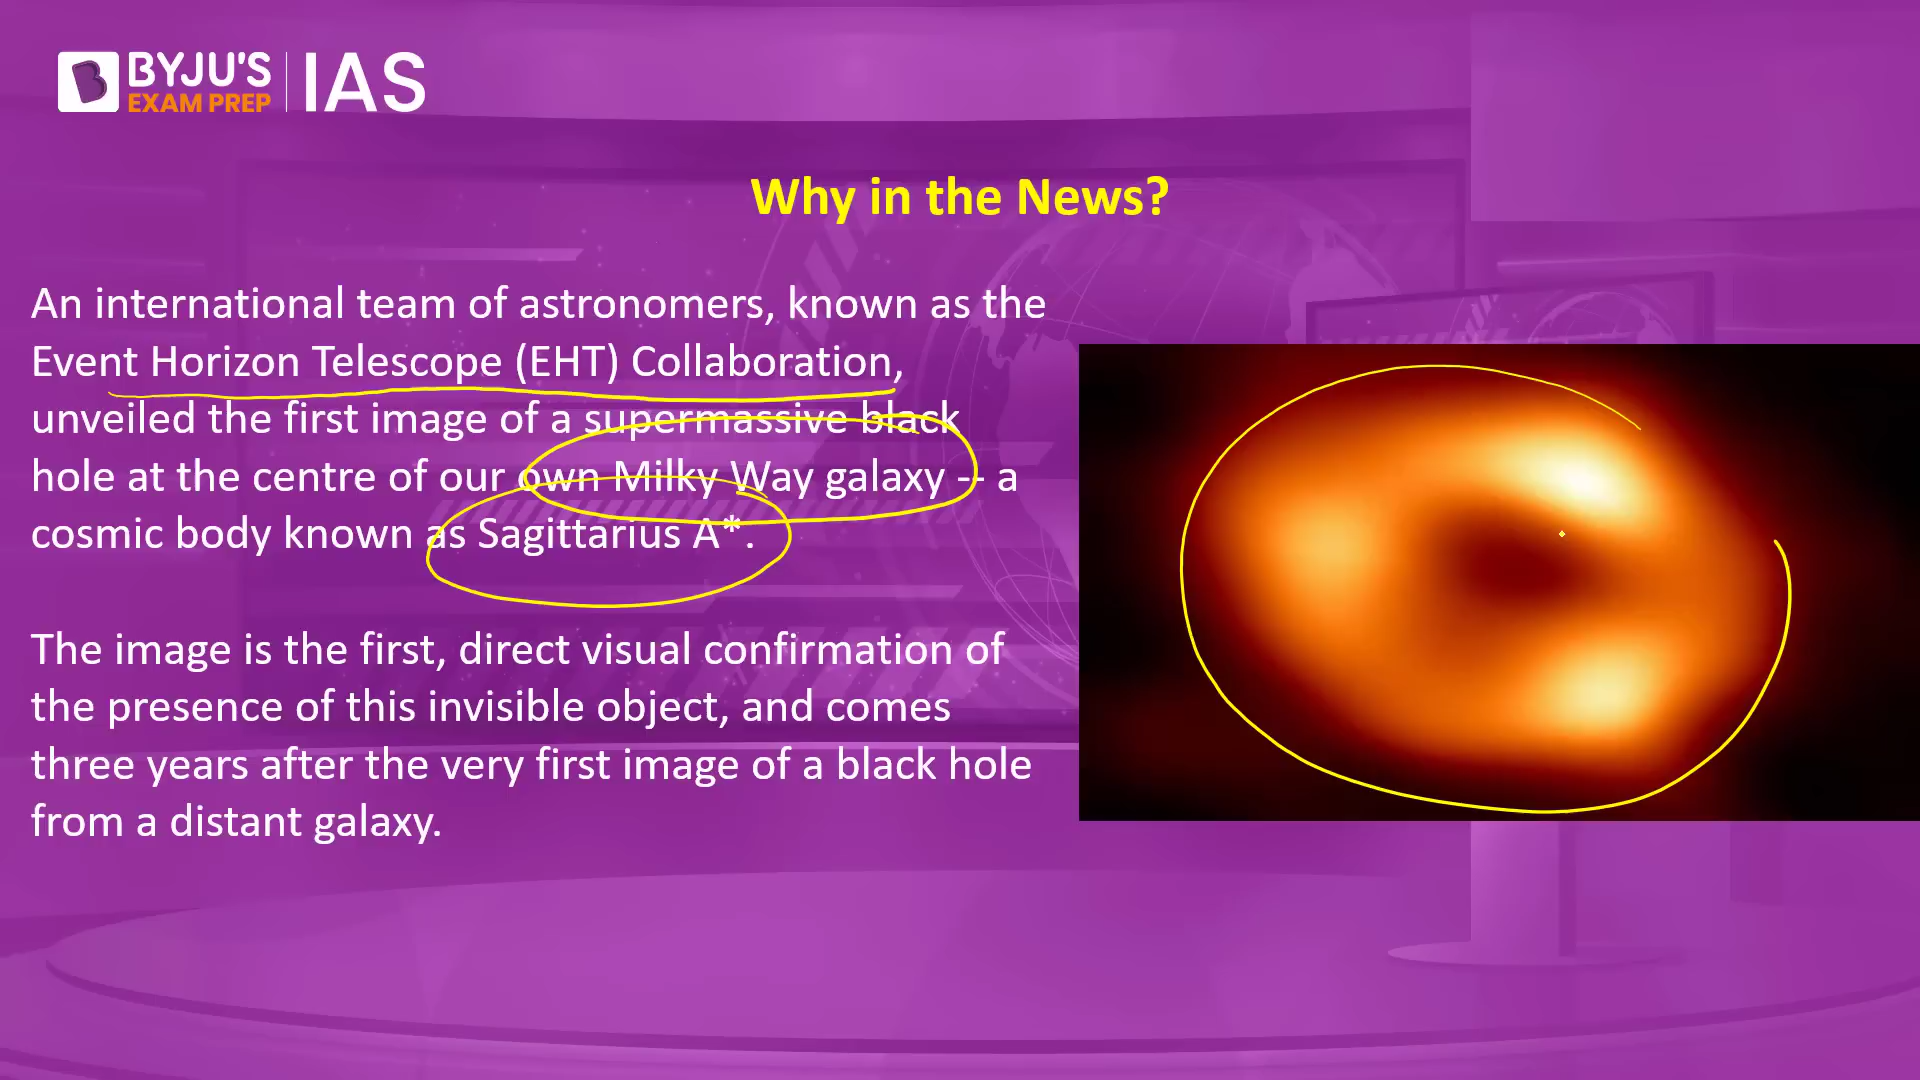 BYJU'S
EXAM PREP
IAS
Why in the News?
An international team of astronomers, known as the
Event Horizon Telescope (EHT) Collaboration,
unveiled the first image of a supermassive black
hole at the centre of our own Milky Way galaxy -- a
cosmic body known as Sagittarius A*.
The image is the first, direct visual confirmation of
the presence of this invisible object, and comes
three years after the very first image of a black hole
from a distant galaxy.